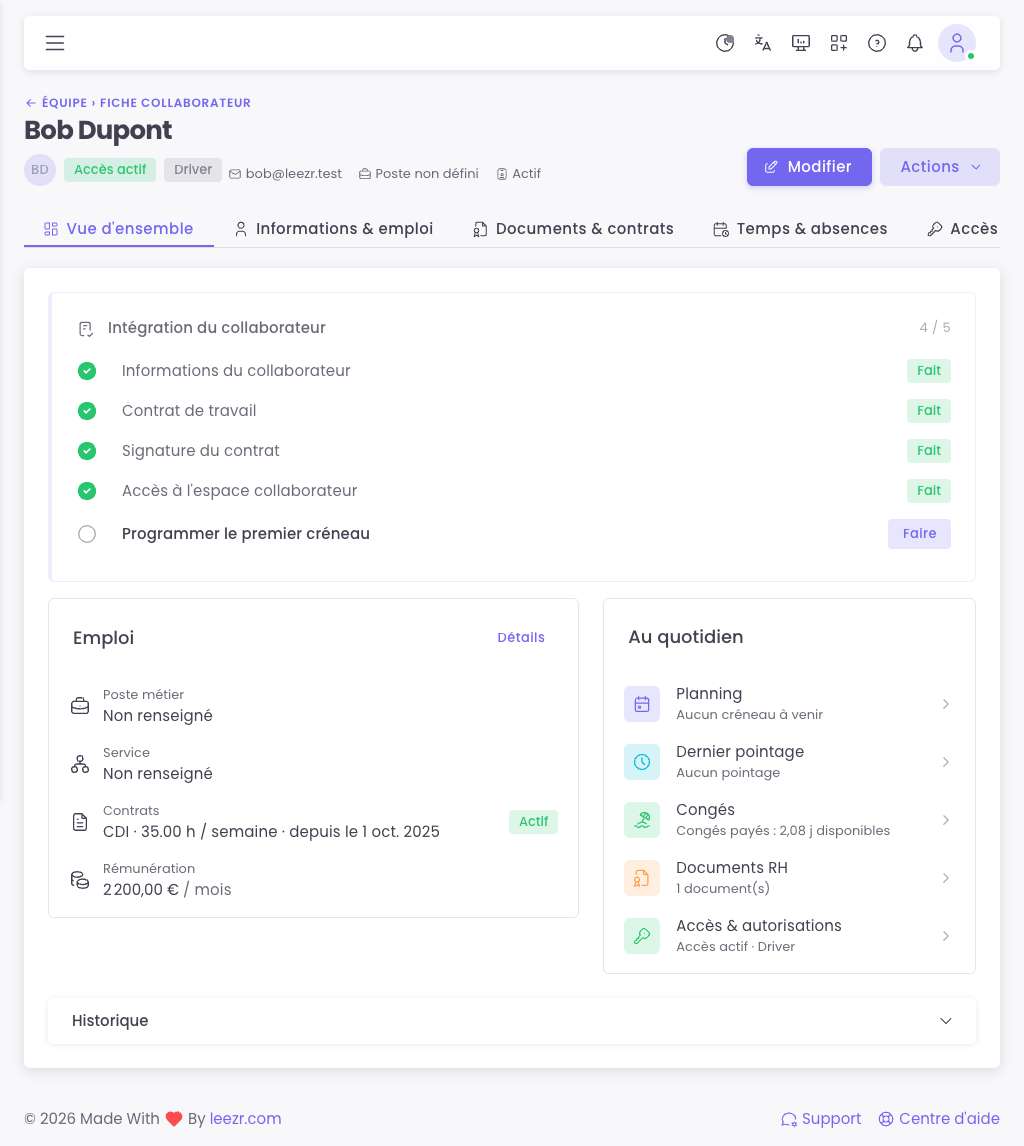 ← ÉQUIPE › FICHE COLLABORATEUR
Bob Dupont
BD Accès actif Driver bob@leezr.test Poste non défini Actif
Modifier Actions
Vue d'ensemble Informations & emploi Documents & contrats Temps & absences Accès
Intégration du collaborateur 4 / 5
Informations du collaborateur Fait
Contrat de travail Fait
Signature du contrat Fait
Accès à l'espace collaborateur Fait
Programmer le premier créneau Faire
Emploi Détails
Poste métier
Non renseigné
Service
Non renseigné
Contrats
CDI · 35.00 h / semaine · depuis le 1 oct. 2025 Actif
Rémunération
2 200,00 € / mois
Au quotidien
Planning
Aucun créneau à venir
Dernier pointage
Aucun pointage
Congés
Congés payés : 2,08 j disponibles
Documents RH
1 document(s)
Accès & autorisations
Accès actif · Driver
Historique
© 2026 Made With ❤ By leezr.com Support Centre d'aide